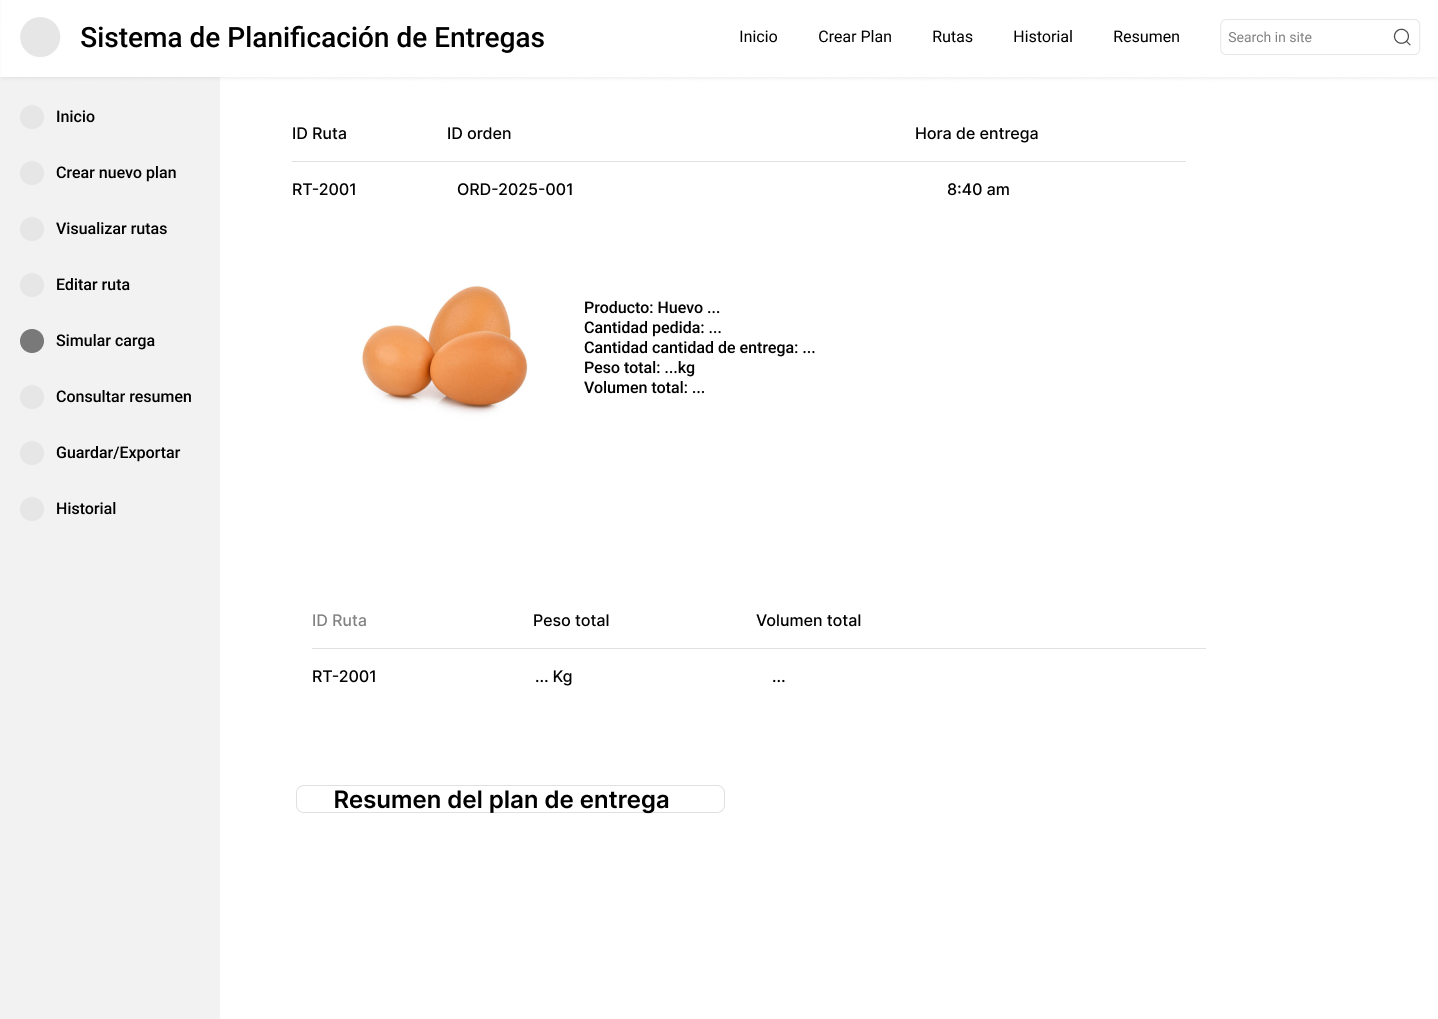 Sistema de Planificación de Entregas
Inicio Crear Plan Rutas Historial Resumen Search in site
Inicio
Crear nuevo plan
Visualizar rutas
Editar ruta
Simular carga
Consultar resumen
Guardar/Exportar
Historial
ID Ruta ID orden Hora de entrega
RT-2001 ORD-2025-001 8:40 am
Producto: Huevo ...
Cantidad pedida: ...
Cantidad cantidad de entrega: ...
Peso total: ...kg
Volumen total: ...
ID Ruta Peso total Volumen total
RT-2001 ... Kg ...
Resumen del plan de entrega